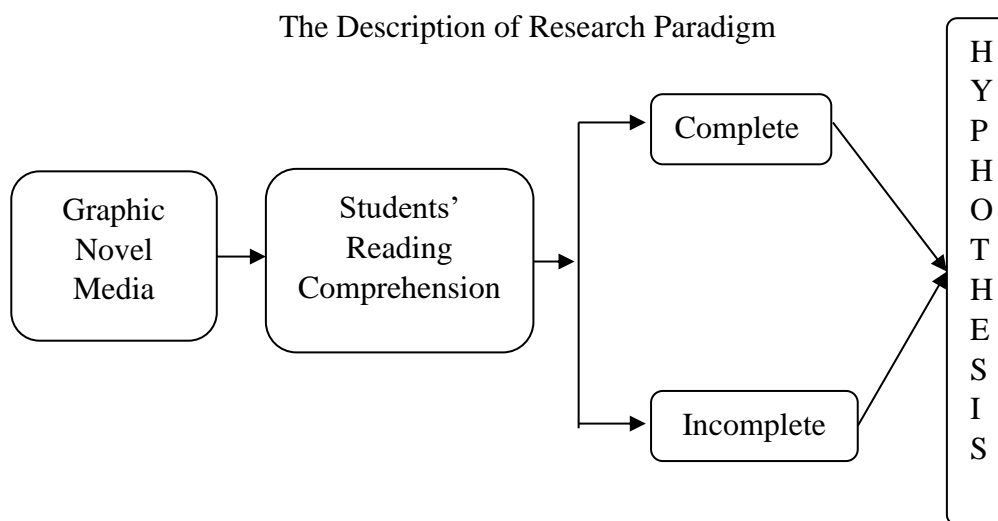 The Description of Research Paradigm
Graphic
Novel
Media
Students’
Reading
Comprehension
Complete
Incomplete
H
Y
P
H
O
T
H
E
S
I
S